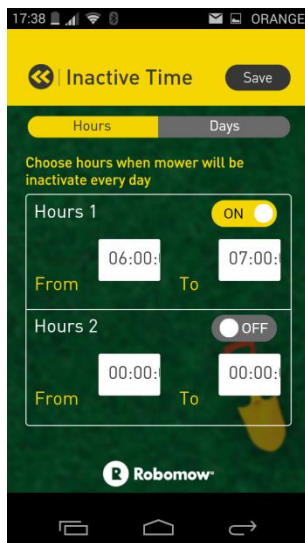 17:38 ORANGE
Inactive Time Save
Hours Days
Choose hours when mower will be
inactivate every day
Hours 1 ON
06:00: 07:00:
From To
Hours 2 OFF
00:00: 00:00:
From To
R Robomow